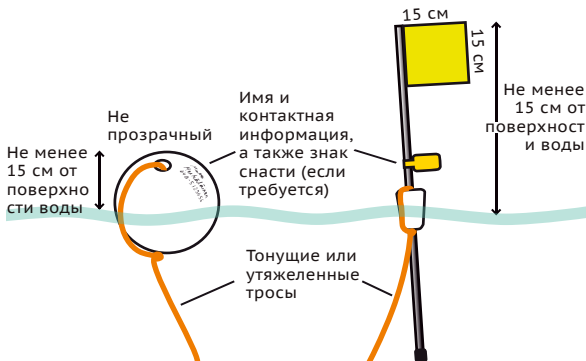 15 см
15 см
Не менее
15 см от
поверхност
и воды
Имя и
контактная
информация,
а также знак
снасти (если
требуется)
Не
прозрачный
Не менее
15 см от
поверхно
сти воды
Тонущие или
утяжеленные
тросы